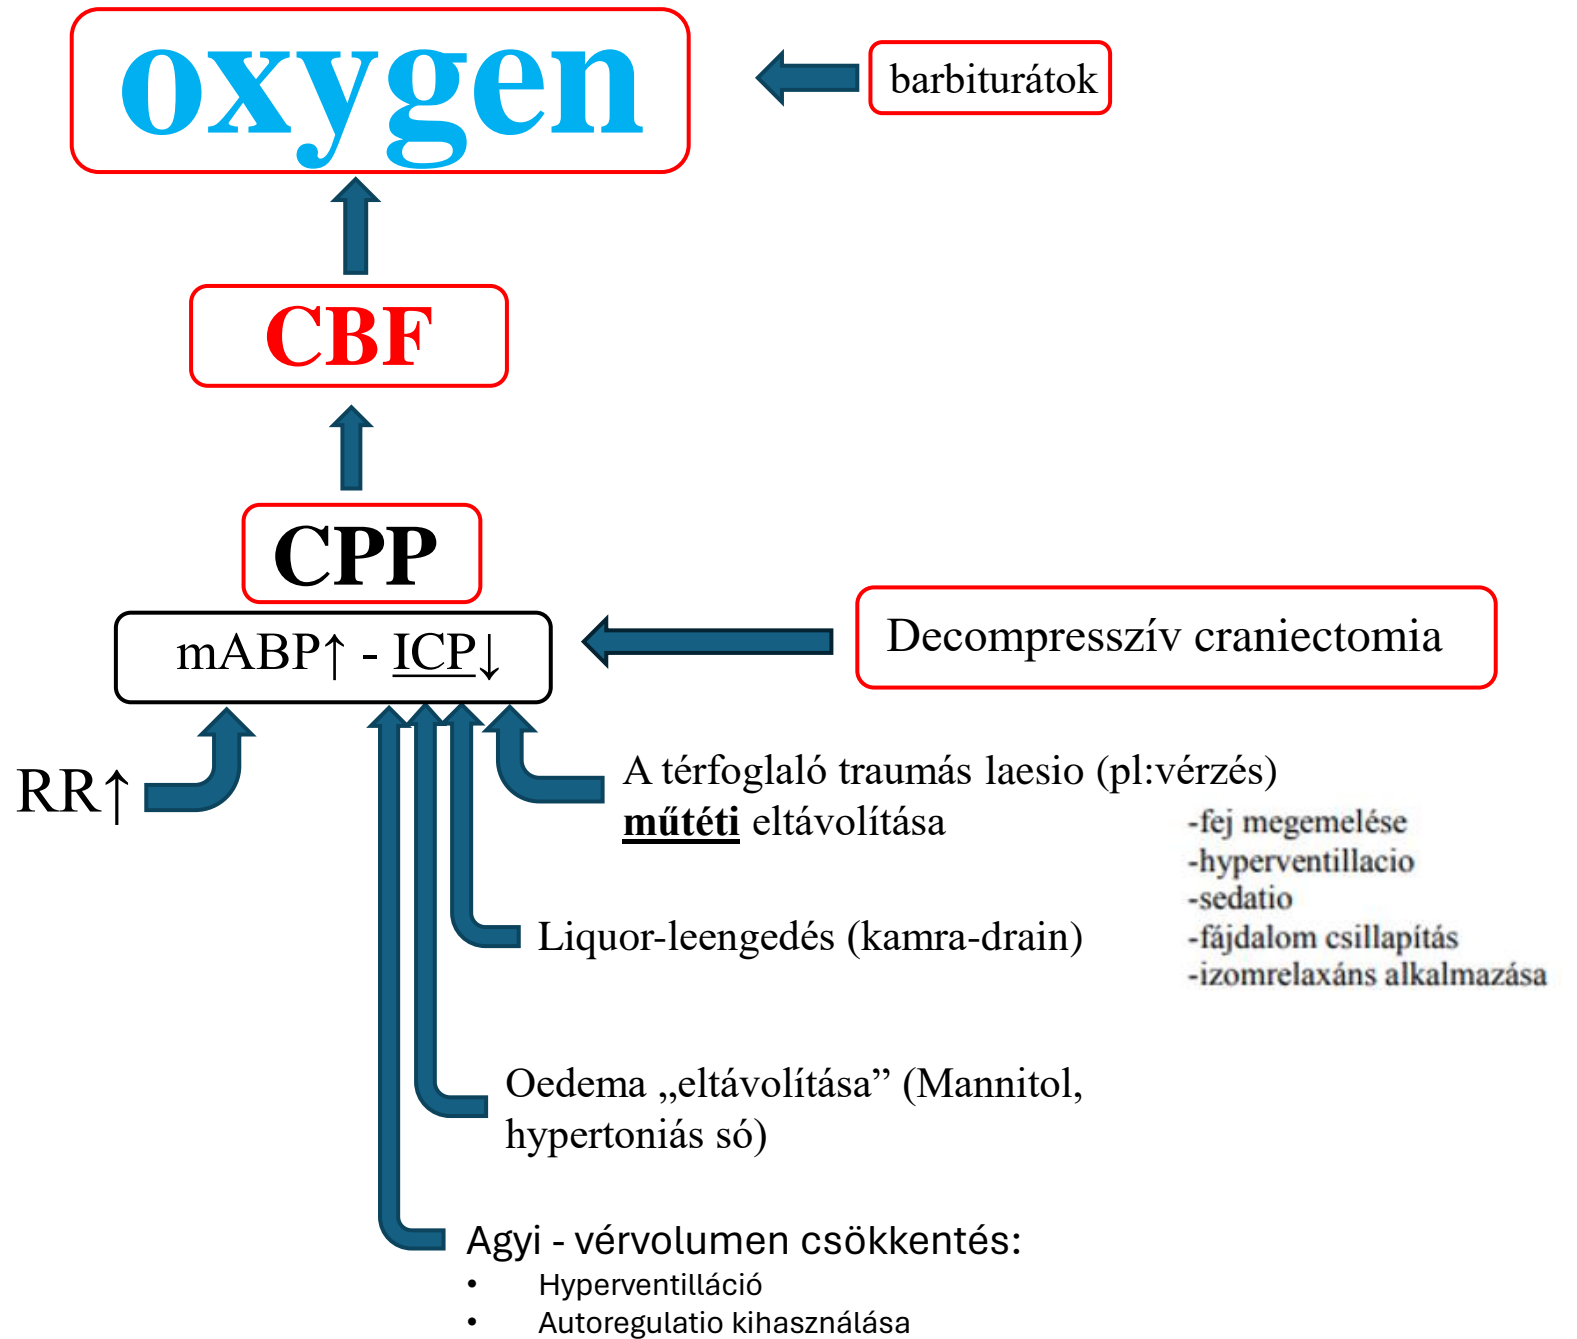 oxygen
barbiturátok
CBF
CPP
mABP↑ - ICP↓
Decompresszív craniectomia
RR↑
A térfoglaló traumás laesio (pl:vérzés)
műtéti eltávolítása
-fej megemelése
-hyperventillacio
-sedatio
-fájdalom csillapítás
-izomrelaxáns alkalmazása
Liquor-leengedés (kamra-drain)
Oedema „eltávolítása” (Mannitol,
hypertoniás só)
Agyi - vérvolumen csökkentés:
• Hyperventilláció
• Autoregulatio kihasználása